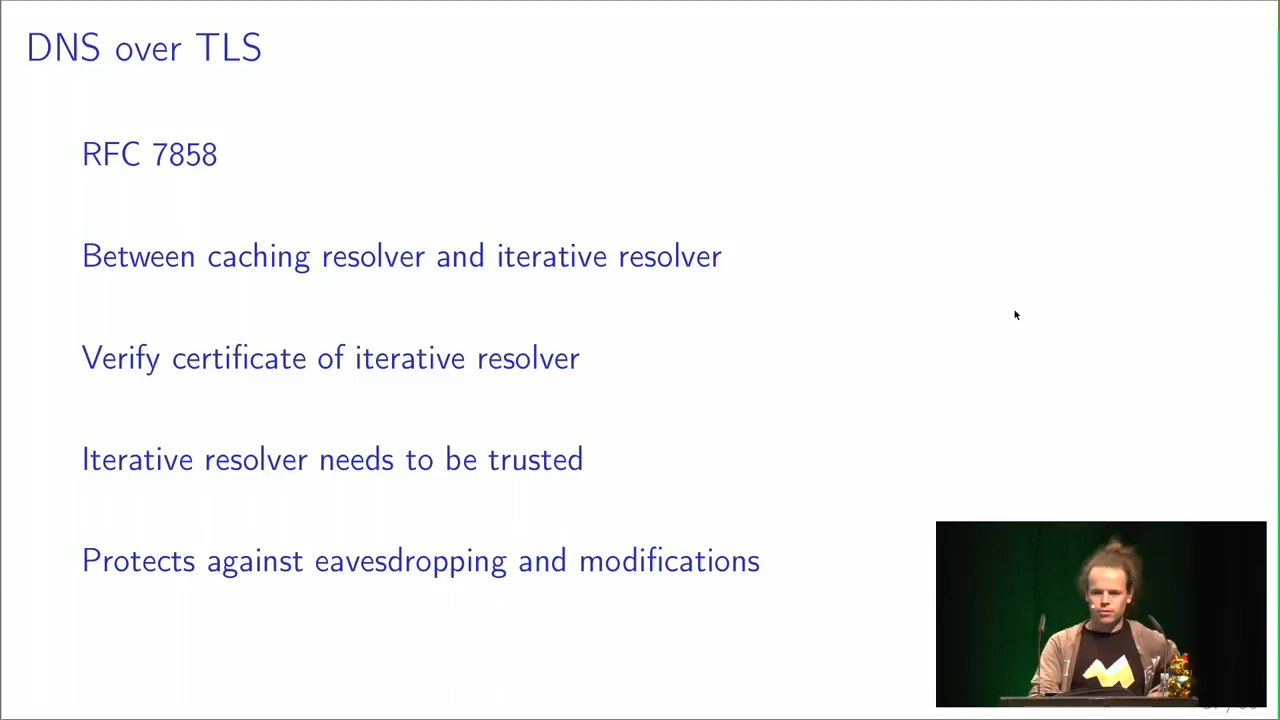 DNS over TLS
RFC 7858
Between caching resolver and iterative resolver
Verify certificate of iterative resolver
Iterative resolver needs to be trusted
Protects against eavesdropping and modifications